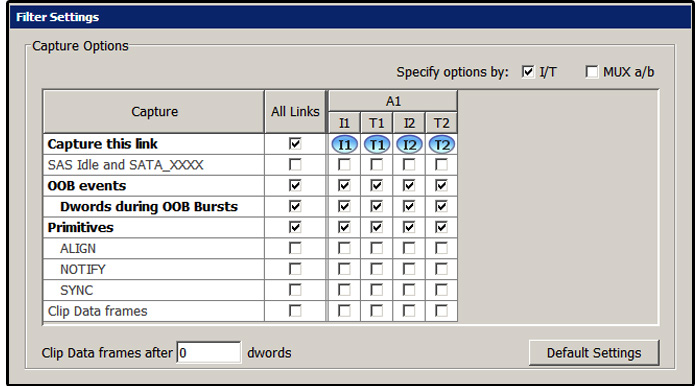 Filter Settings
Capture Options
Specify options by: I/T MUX a/b
Capture All Links A1
I1 T1 I2 T2
Capture this link I1 T1 I2 T2
SAS Idle and SATA_XXXX
OOB events
Dwords during OOB Bursts
Primitives
ALIGN
NOTIFY
SYNC
Clip Data frames
Clip Data frames after 0 dwords Default Settings